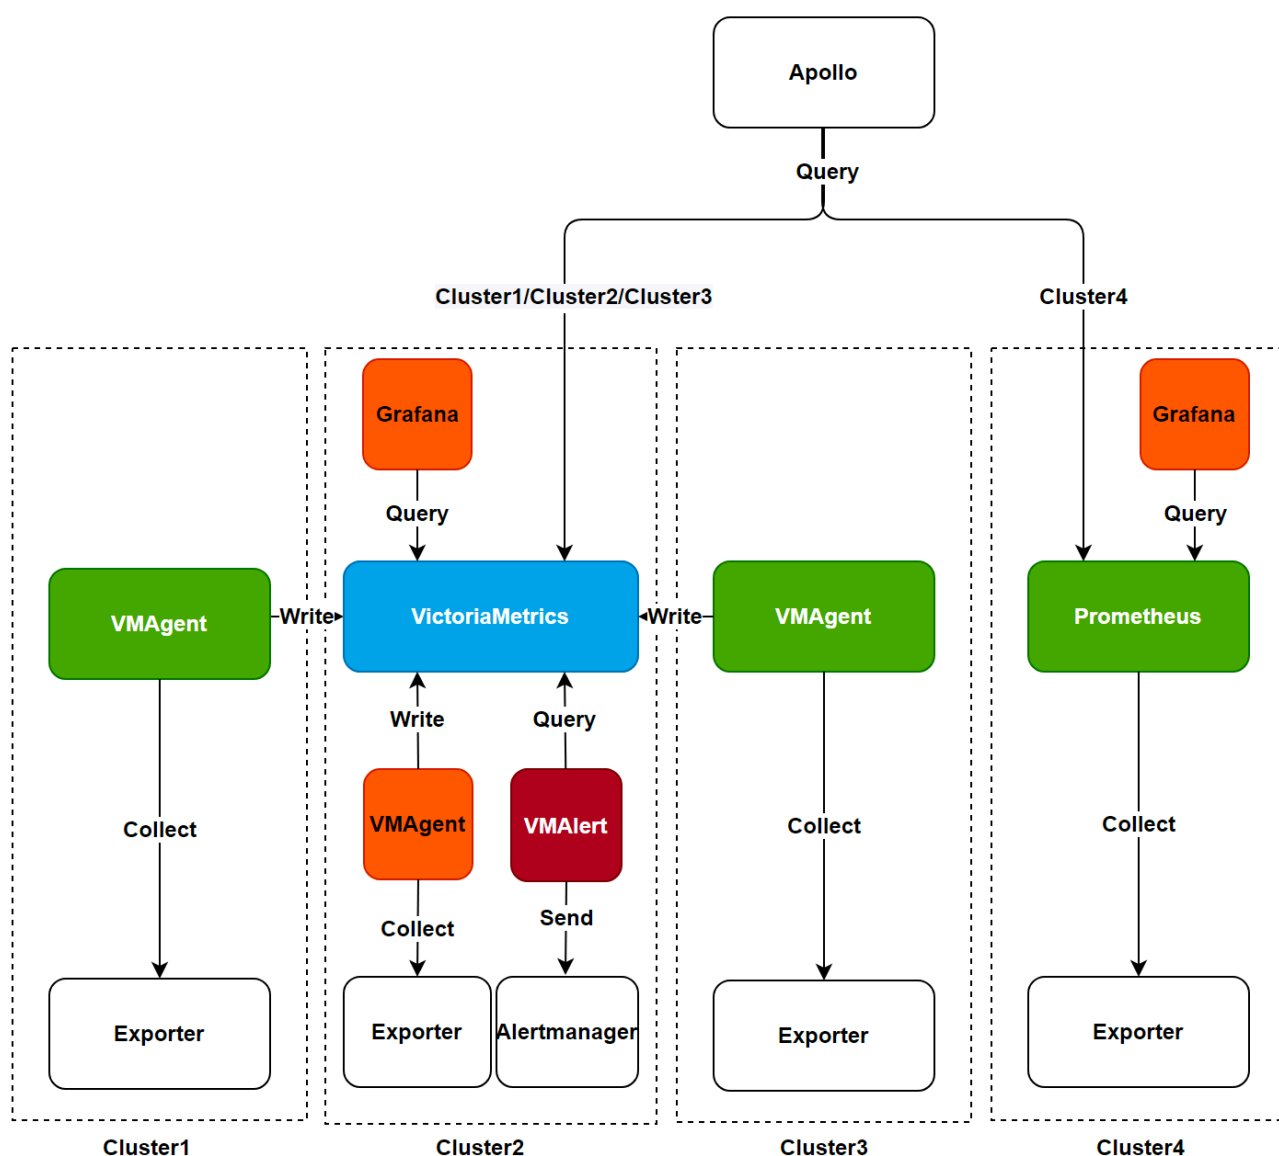 Apollo
Query
Cluster1/Cluster2/Cluster3
Cluster4
Grafana
Grafana
Query
Query
VMAgent
Write
VictoriaMetrics
Write
VMAgent
Prometheus
Write
Query
Collect
VMAgent
VMAlert
Collect
Collect
Collect
Send
Exporter
Exporter
Alertmanager
Exporter
Exporter
Cluster1
Cluster2
Cluster3
Cluster4